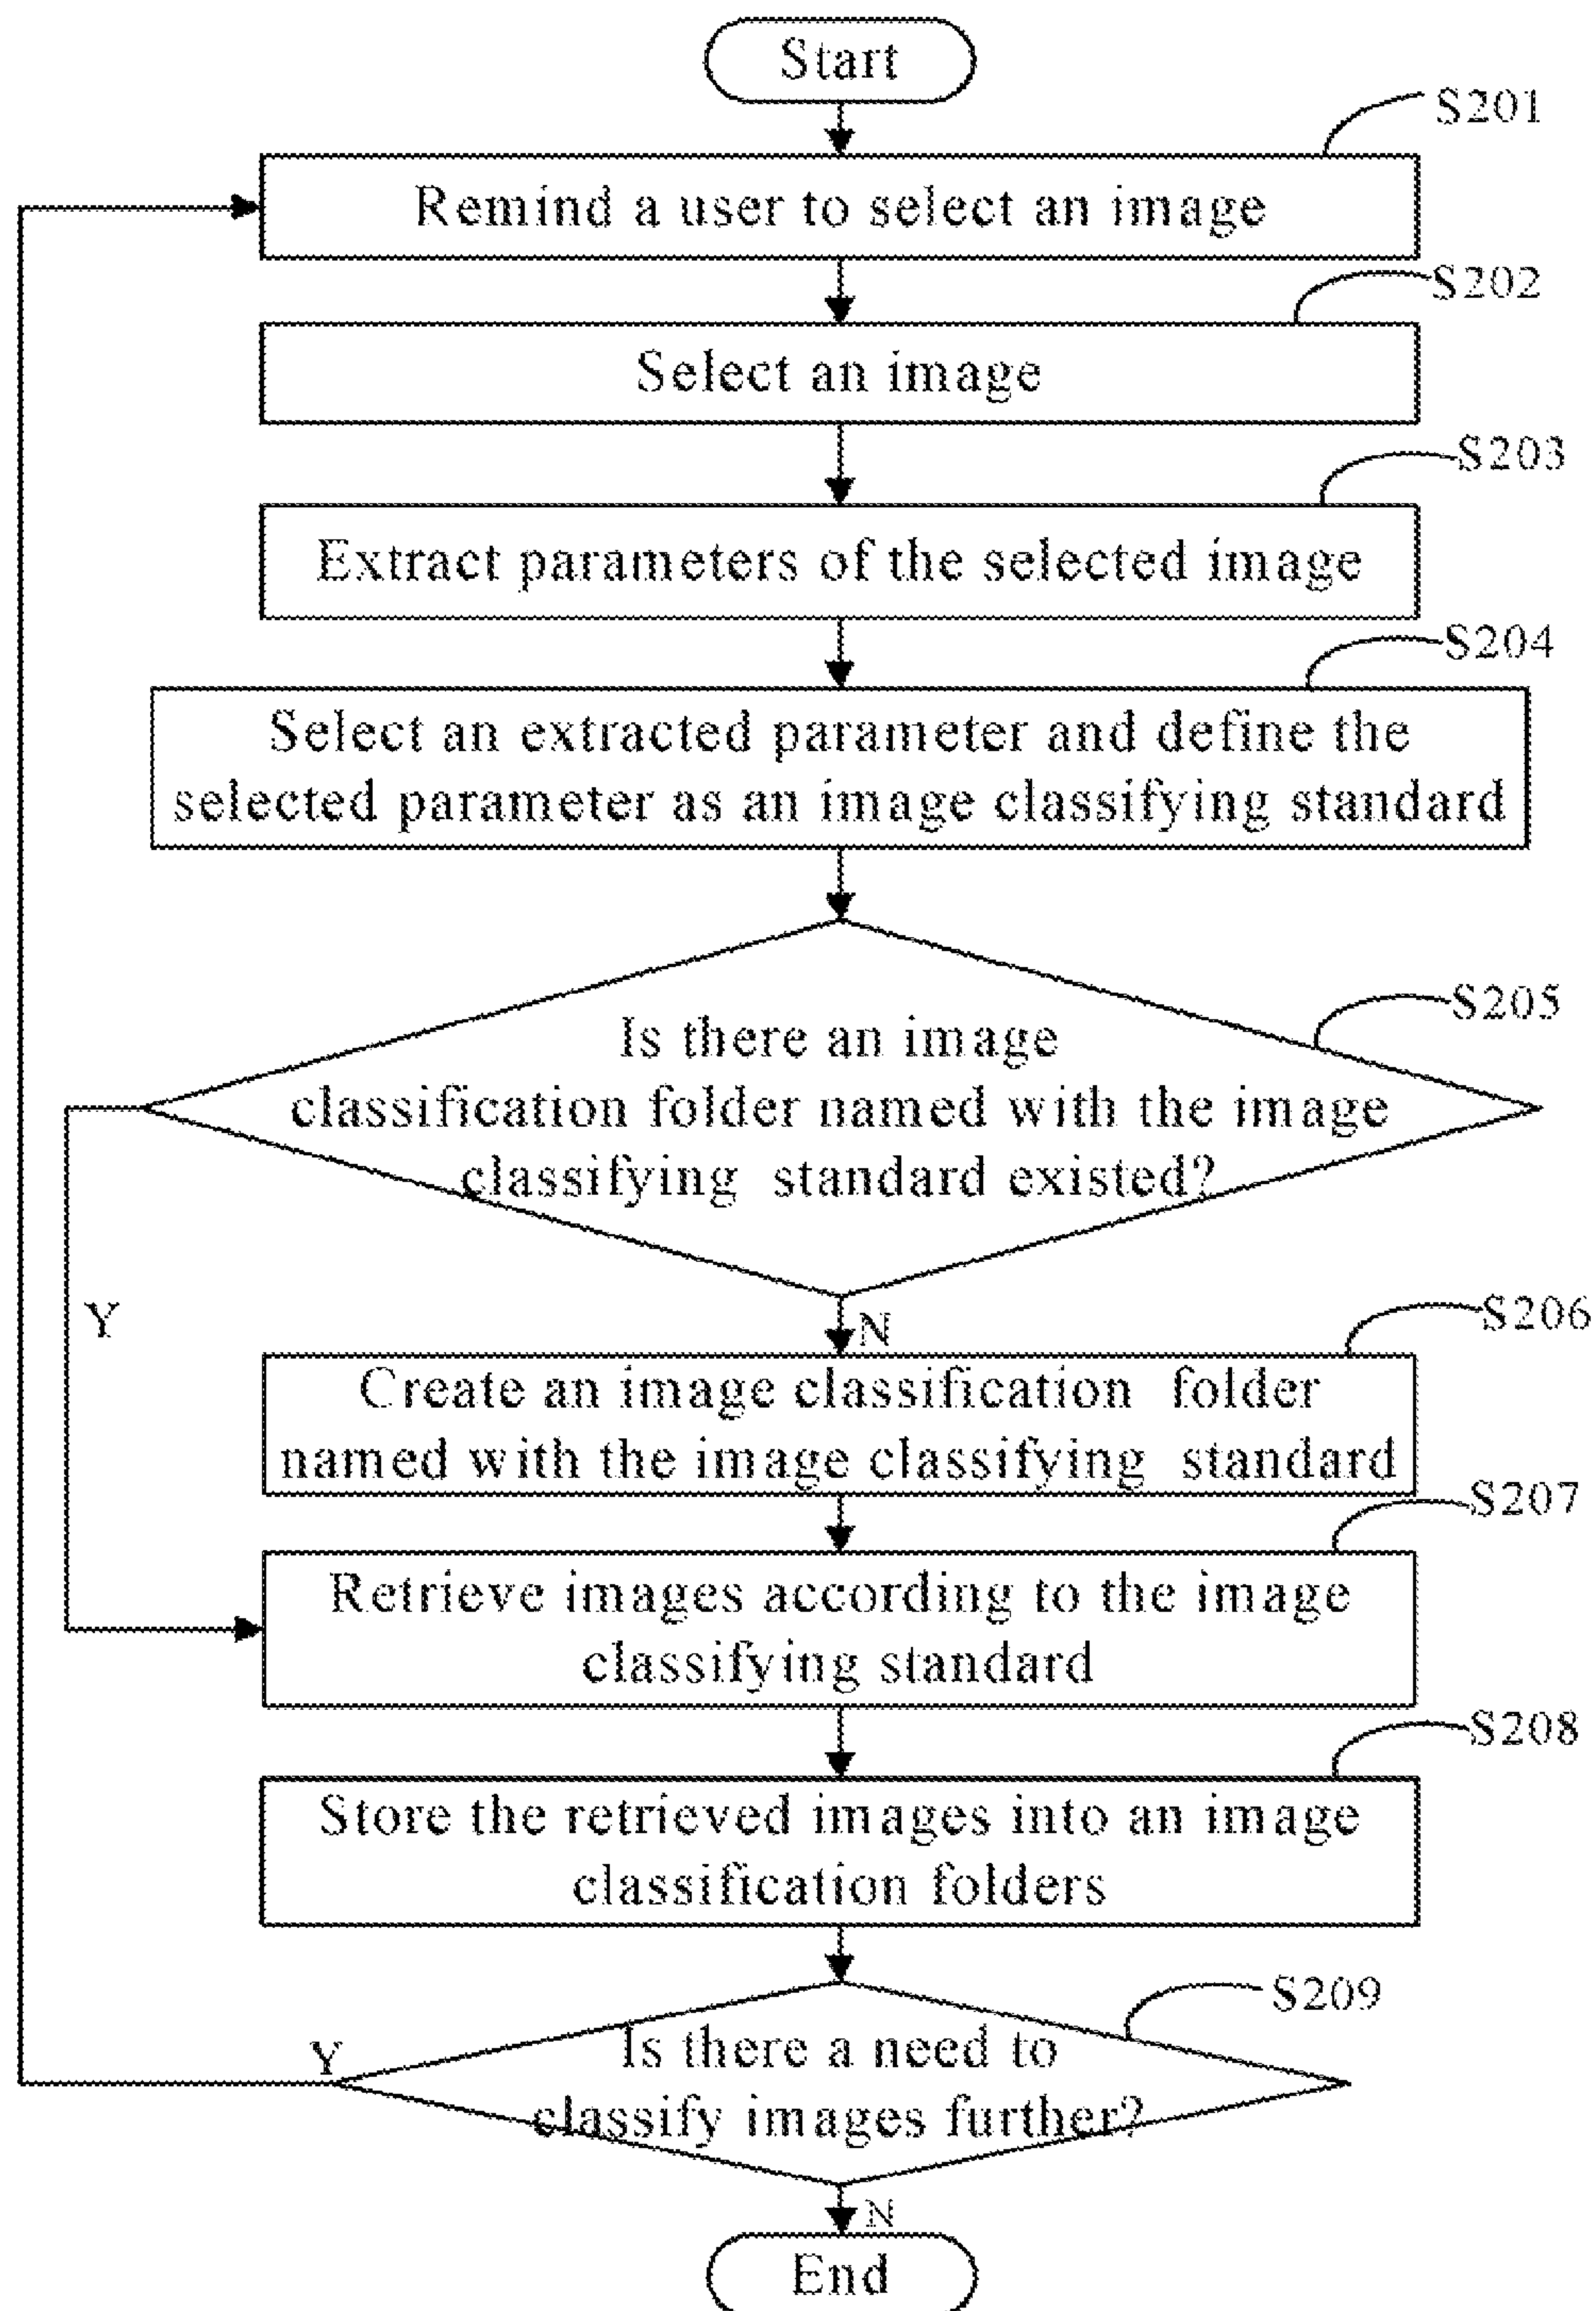 Start
S201
Remind a user to select an image
S202
Select an image
S203
Extract parameters of the selected image
S204
Select an extracted parameter and define the
selected parameter as an image classifying standard
S205
Is there an image
classification folder named with the image
classifying standard existed?
Y
N
S206
Create an image classification folder
named with the image classifying standard
S207
Retrieve images according to the image
classifying standard
S208
Store the retrieved images into an image
classification folders
S209
Is there a need to
classify images further?
Y
N
End